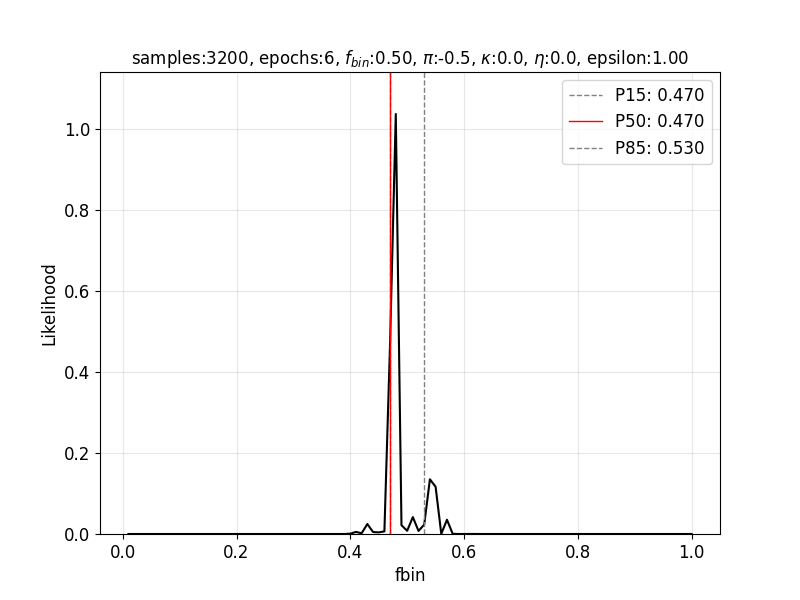 samples:3200, epochs:6, f_bin:0.50, π:-0.5, κ:0.0, η:0.0, epsilon:1.00
P15: 0.470
P50: 0.470
P85: 0.530
1.0
0.8
0.6
0.4
0.2
0.0
Likelihood
0.0 0.2 0.4 0.6 0.8 1.0
fbin